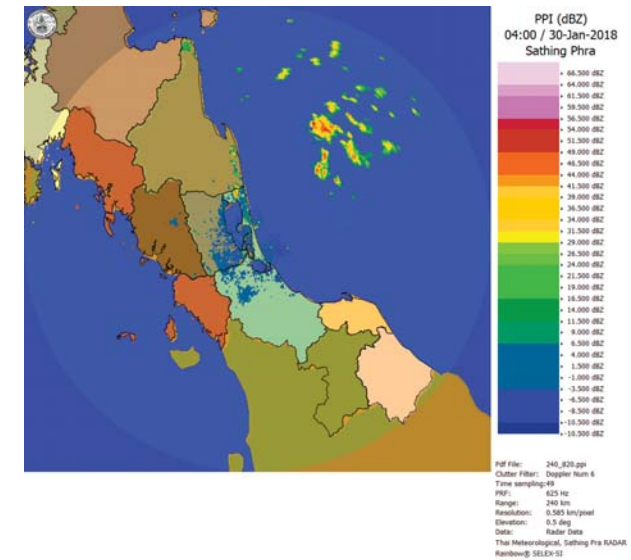 PPI (dBZ)
04:00 / 30-Jan-2018
Sathing Phra
66.500 dBZ
64.000 dBZ
61.500 dBZ
59.500 dBZ
56.500 dBZ
54.000 dBZ
51.500 dBZ
49.000 dBZ
46.500 dBZ
44.000 dBZ
41.500 dBZ
39.000 dBZ
36.500 dBZ
34.000 dBZ
31.500 dBZ
29.000 dBZ
26.500 dBZ
24.000 dBZ
21.500 dBZ
19.000 dBZ
16.500 dBZ
14.000 dBZ
11.500 dBZ
9.000 dBZ
6.500 dBZ
4.000 dBZ
1.500 dBZ
-1.000 dBZ
-3.500 dBZ
-6.500 dBZ
-8.500 dBZ
-10.500 dBZ
Pdf File: 240_820.ppi
Clutter Filter: Doppler Num 6
Time sampling:49
PRF: 625 Hz
Range: 240 km
Resolution: 0.585 km/pixel
Elevation: 0.5 deg
Data: Radar Data
Thai Meteorological, Sathing Pra RADAR
Rainbow® SELEX-SI